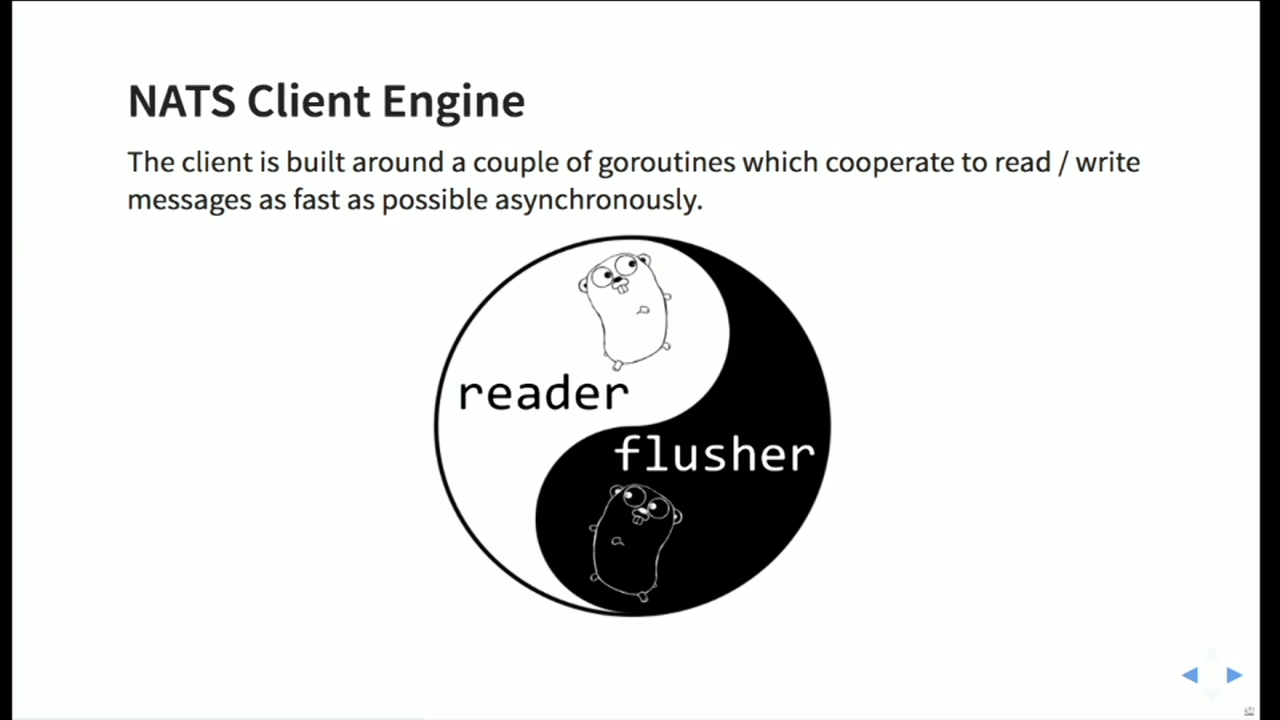 NATS Client Engine
The client is built around a couple of goroutines which cooperate to read / write
messages as fast as possible asynchronously.
reader
flusher